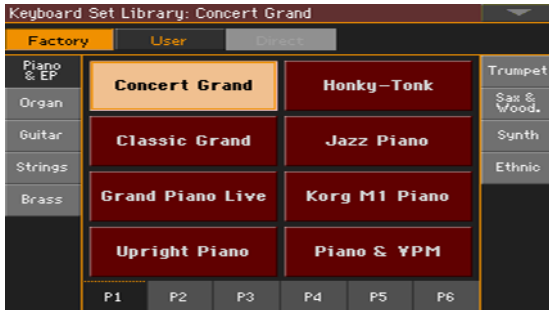 Keyboard Set Library: Concert Grand
Factory User Direct
Piano & EP
Organ
Guitar
Strings
Brass
Concert Grand Honky-Tonk
Classic Grand Jazz Piano
Grand Piano Live Korg M1 Piano
Upright Piano Piano & ¥PM
Trumpet
Sax & Wood.
Synth
Ethnic
P1 P2 P3 P4 P5 P6